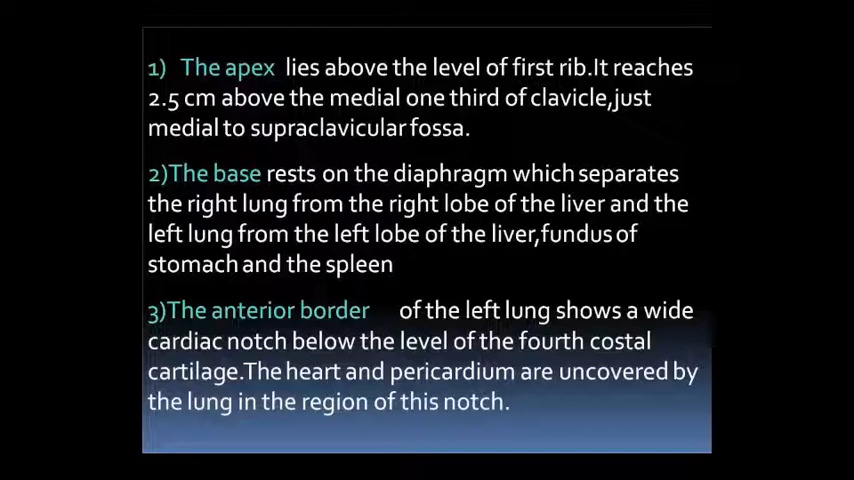 1) The apex lies above the level of first rib.It reaches
2.5 cm above the medial one third of clavicle,just
medial to supraclavicular fossa.
2)The base rests on the diaphragm which separates
the right lung from the right lobe of the liver and the
left lung from the left lobe of the liver,fundus of
stomach and the spleen
3)The anterior border of the left lung shows a wide
cardiac notch below the level of the fourth costal
cartilage.The heart and pericardium are uncovered by
the lung in the region of this notch.